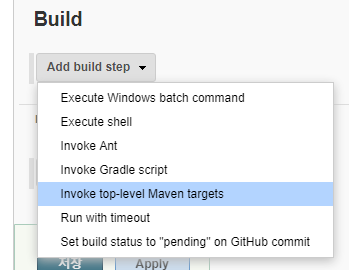 Build
Add build step
Execute Windows batch command
Execute shell
Invoke Ant
Invoke Gradle script
Invoke top-level Maven targets
Run with timeout
Set build status to "pending" on GitHub commit
저장
Apply